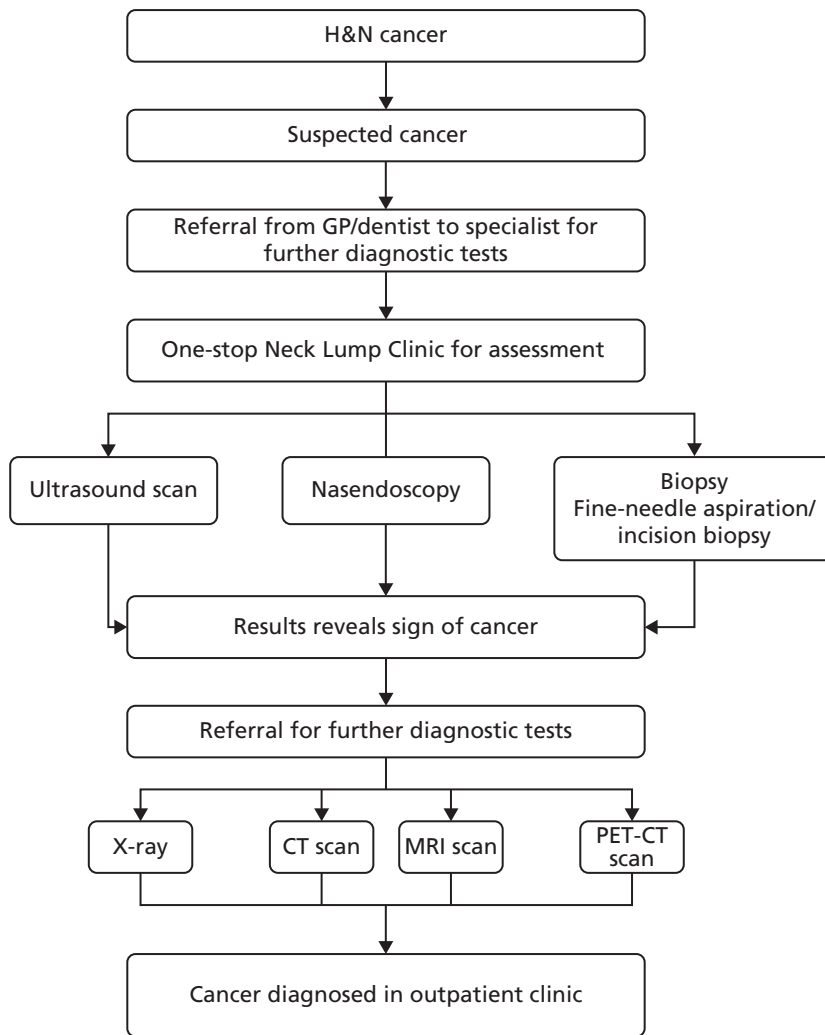 H&N cancer
Suspected cancer
Referral from GP/dentist to specialist for
further diagnostic tests
One-stop Neck Lump Clinic for assessment
Ultrasound scan
Nasendoscopy
Biopsy
Fine-needle aspiration/
incision biopsy
Results reveals sign of cancer
Referral for further diagnostic tests
X-ray
CT scan
MRI scan
PET-CT
scan
Cancer diagnosed in outpatient clinic